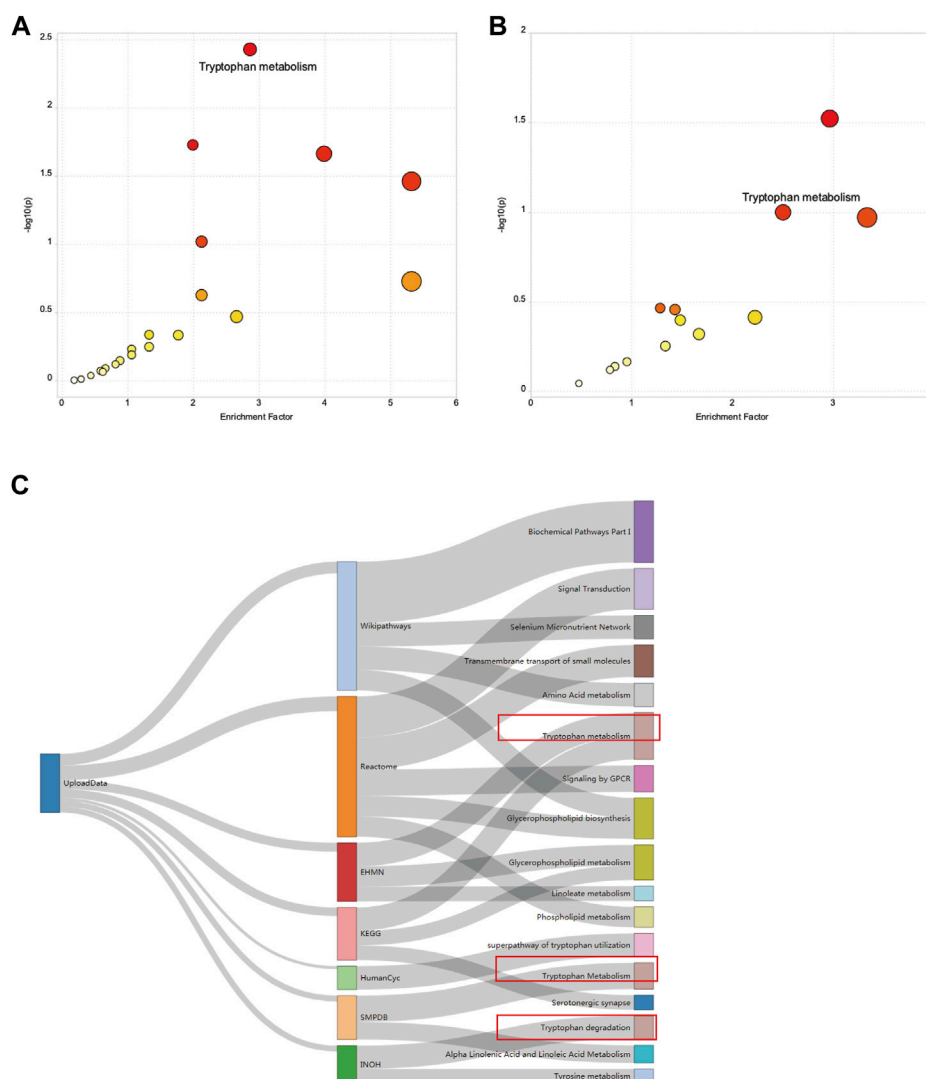 A
2.5
Tryptophan metabolism
2
1.5
-log10(p)
1
0.5
0
0
1
2
3
4
5
6
Enrichment Factor
B
2
1.5
Tryptophan metabolism
-log10(p)
1
0.5
0
0
1
2
3
Enrichment Factor
C
Biochemical Pathways Part I
Signal Transduction
Wikipathways
Selenium Micronutrient Network
Transmembrane transport of small molecules
Amino Acid metabolism
Tryptophan metabolism
Reactome
Signaling by GPCR
UploadData
Glycerophospholipid biosynthesis
Glycerophospholipid metabolism
EHMN
Linoleate metabolism
Phospholipid metabolism
KEGG
superpathway of tryptophan utilization
HumanCyc
Tryptophan Metabolism
Serotonergic synapse
SMPDB
Tryptophan degradation
Alpha Linolenic Acid and Linoleic Acid Metabolism
INOH
Tyrosine metabolism